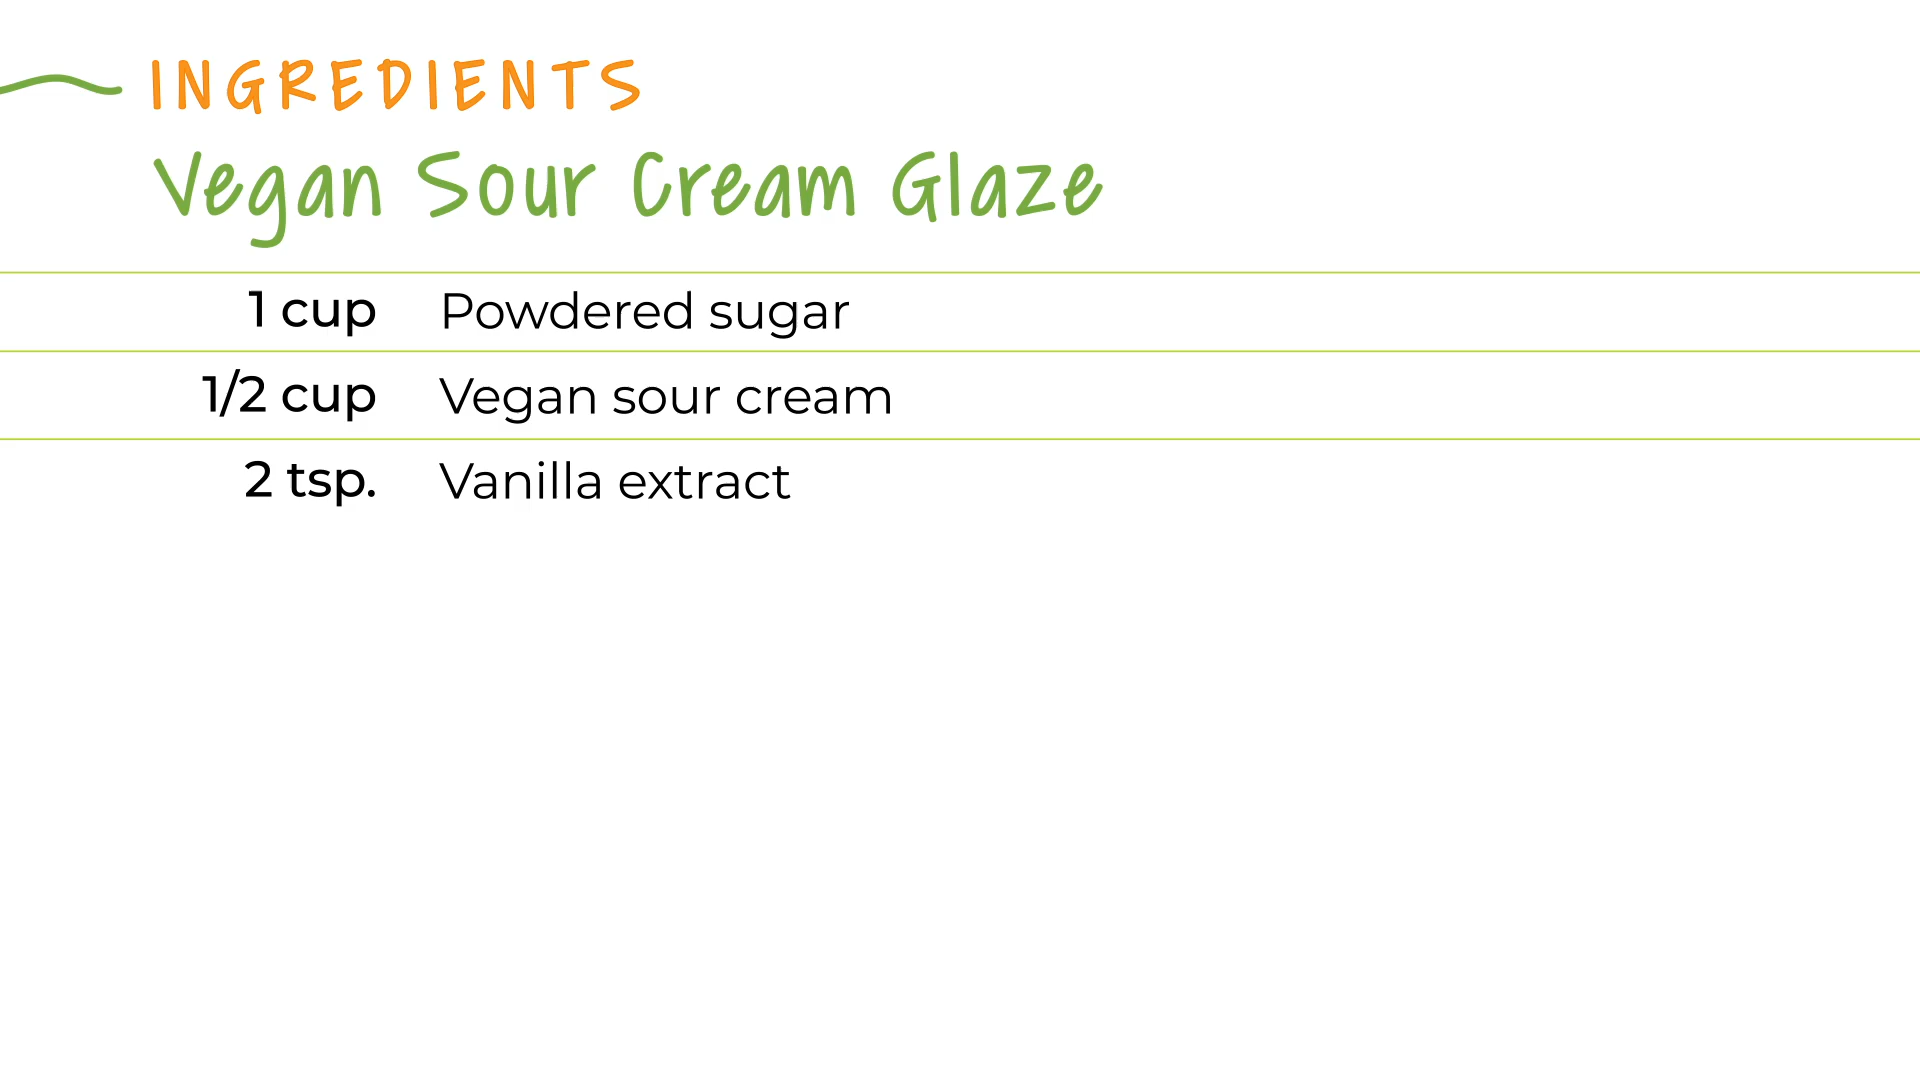 INGREDIENTS
Vegan Sour Cream Glaze
1 cup Powdered sugar
1/2 cup Vegan sour cream
2 tsp. Vanilla extract